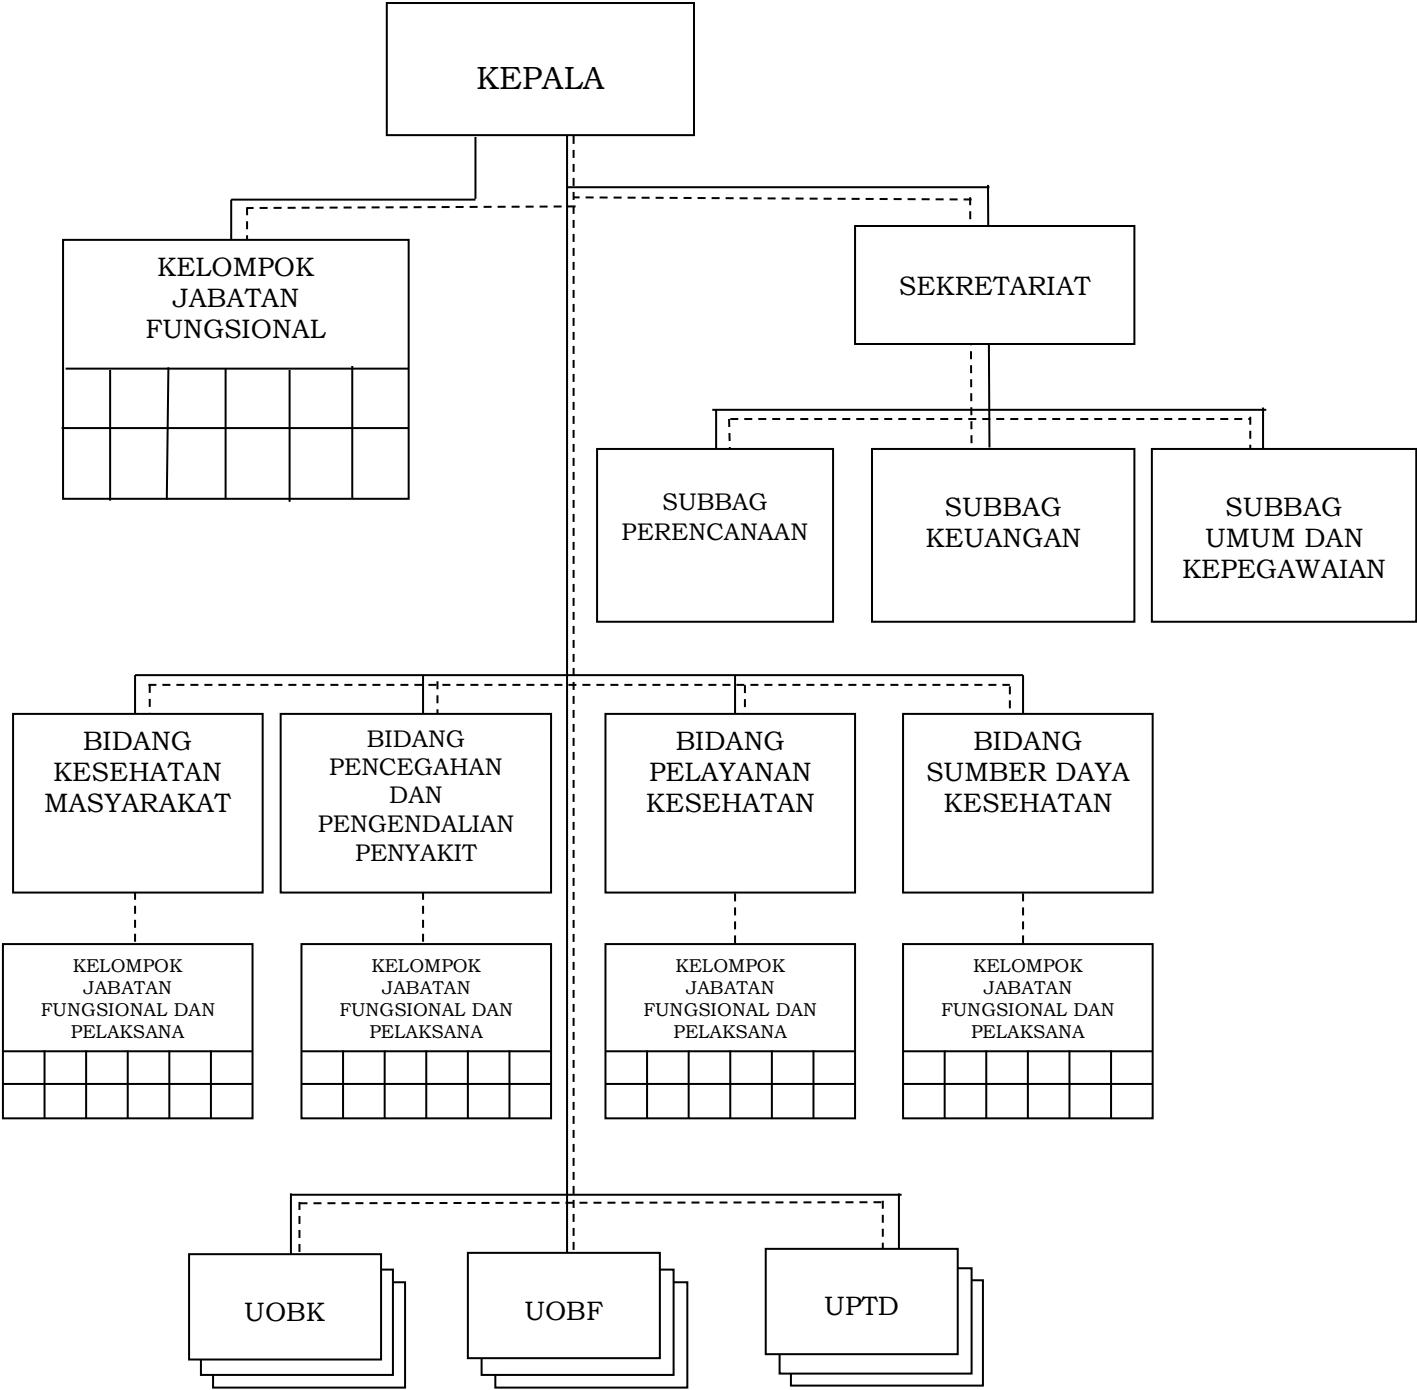 KEPALA
KELOMPOK
JABATAN
FUNGSIONAL
SEKRETARIAT
SUBBAG
PERENCANAAN
SUBBAG
KEUANGAN
SUBBAG
UMUM DAN
KEPEGAWAIAN
BIDANG
KESEHATAN
MASYARAKAT
BIDANG
PENCEGAHAN
DAN
PENGENDALIAN
PENYAKIT
BIDANG
PELAYANAN
KESEHATAN
BIDANG
SUMBER DAYA
KESEHATAN
KELOMPOK
JABATAN
FUNGSIONAL DAN
PELAKSANA
KELOMPOK
JABATAN
FUNGSIONAL DAN
PELAKSANA
KELOMPOK
JABATAN
FUNGSIONAL DAN
PELAKSANA
KELOMPOK
JABATAN
FUNGSIONAL DAN
PELAKSANA
UOBK
UOBF
UPTD